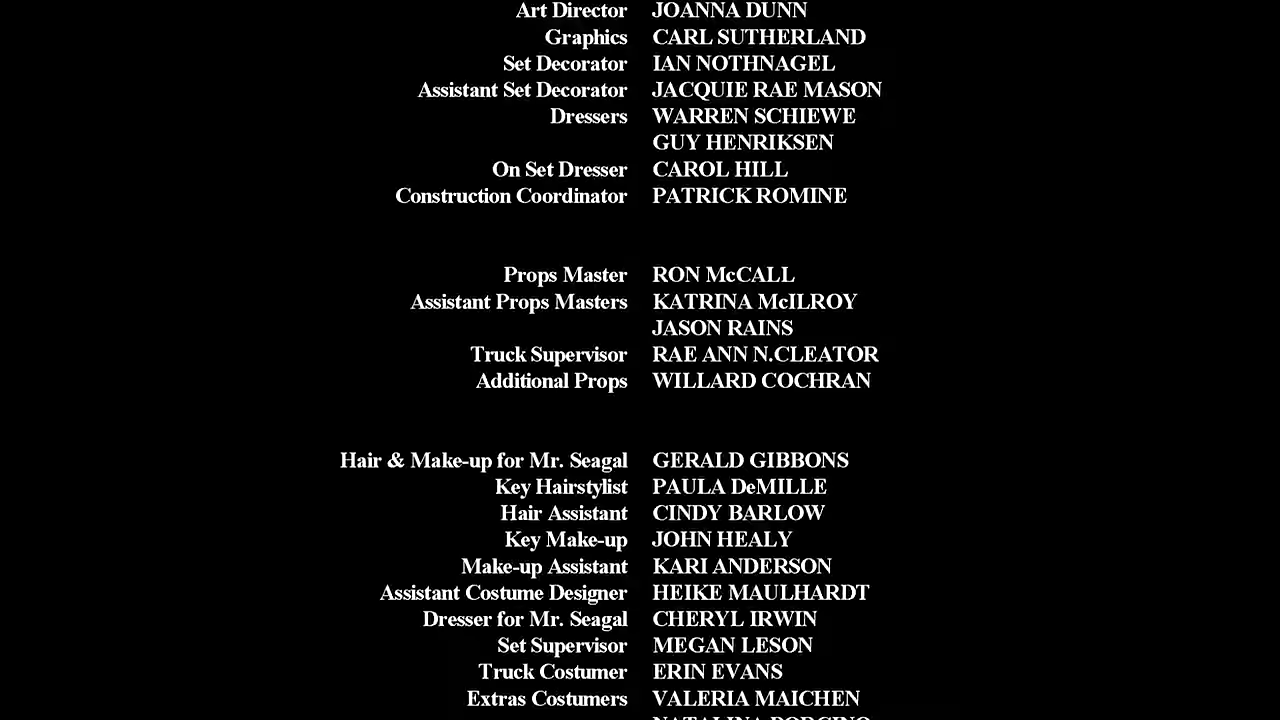 Art Director JOANNA DUNN
Graphics CARL SUTHERLAND
Set Decorator IAN NOTHNAGEL
Assistant Set Decorator JACQUIE RAE MASON
Dressers WARREN SCHIEWE
GUY HENRIKSEN
On Set Dresser CAROL HILL
Construction Coordinator PATRICK ROMINE
Props Master RON McCALL
Assistant Props Masters KATRINA McILROY
JASON RAINS
Truck Supervisor RAE ANN N.CLEATOR
Additional Props WILLARD COCHRAN
Hair & Make-up for Mr. Seagal GERALD GIBBONS
Key Hairstylist PAULA DeMILLE
Hair Assistant CINDY BARLOW
Key Make-up JOHN HEALY
Make-up Assistant KARI ANDERSON
Assistant Costume Designer HEIKE MAULHARDT
Dresser for Mr. Seagal CHERYL IRWIN
Set Supervisor MEGAN LESON
Truck Costumer ERIN EVANS
Extras Costumers VALERIA MAICHEN